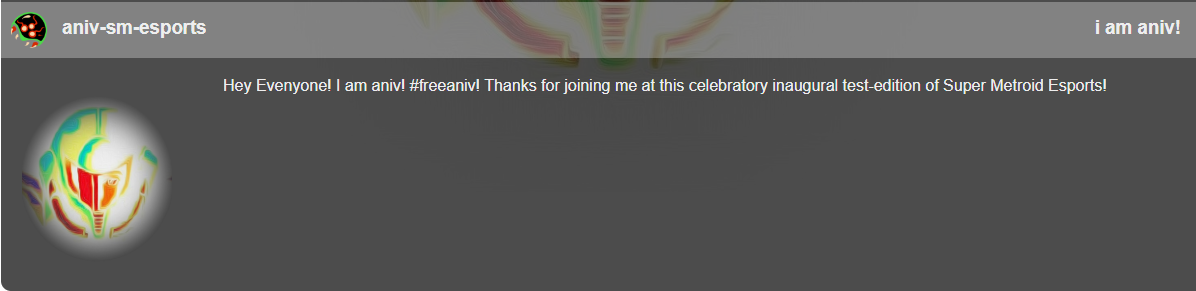 aniv-sm-esports
i am aniv!
Hey Evenyone! I am aniv! #freeaniv! Thanks for joining me at this celebratory inaugural test-edition of Super Metroid Esports!